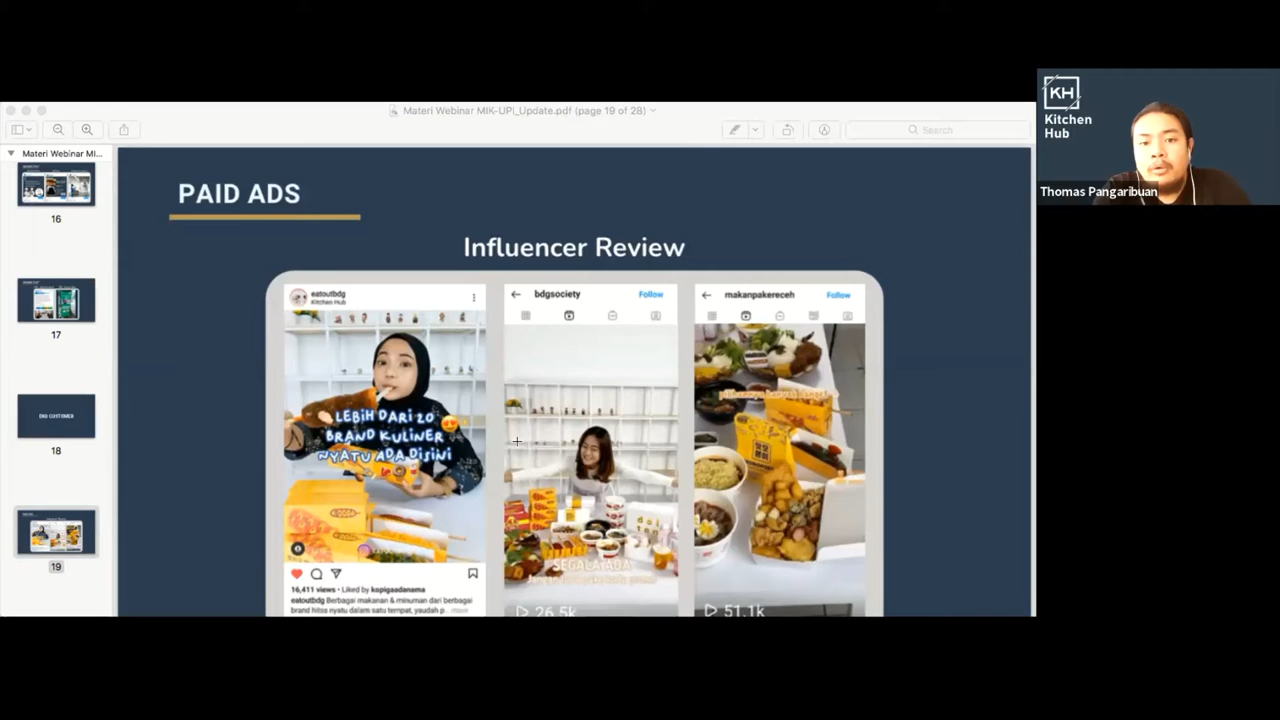 Materi Webinar MIK-UPI_Update.pdf (page 19 of 28)
Search
Materi Webinar MI...
16
17
END CUSTOMER
18
19
PAID ADS
Influencer Review
eatoutbdg
Kitchen Hub
LEBIH DARI 20
BRAND KULINER
NYATU ADA DISINI
16,411 views • Liked by kopigaadanama
eatoutbdg Berbagai makanan & minuman dari berbagai
brand hitss nyatu dalam satu tempat, yaudah p... more
bdgsociety
Follow
SEGALA ADA
26.5k
makanpakereceh
Follow
51.1k
KH
Kitchen
Hub
Thomas Pangaribuan